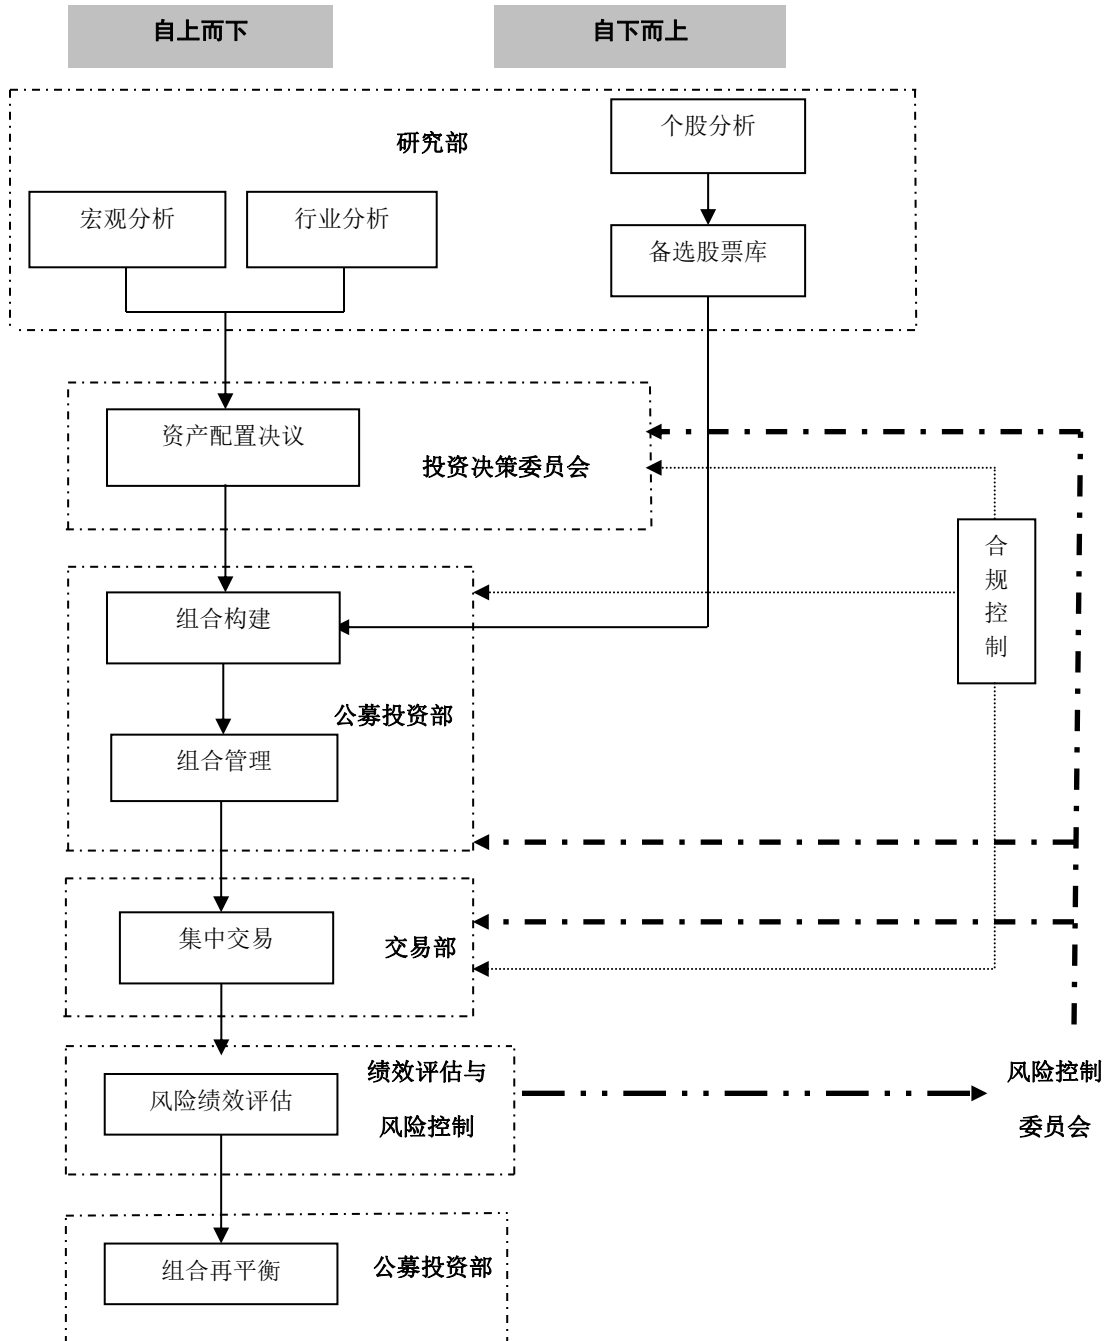 自上而下
自下而上
研究部
个股分析
宏观分析
行业分析
备选股票库
资产配置决议
投资决策委员会
合
规
控
制
组合构建
公募投资部
组合管理
集中交易
交易部
绩效评估与
风险控制
风险绩效评估
风险控制
委员会
组合再平衡
公募投资部